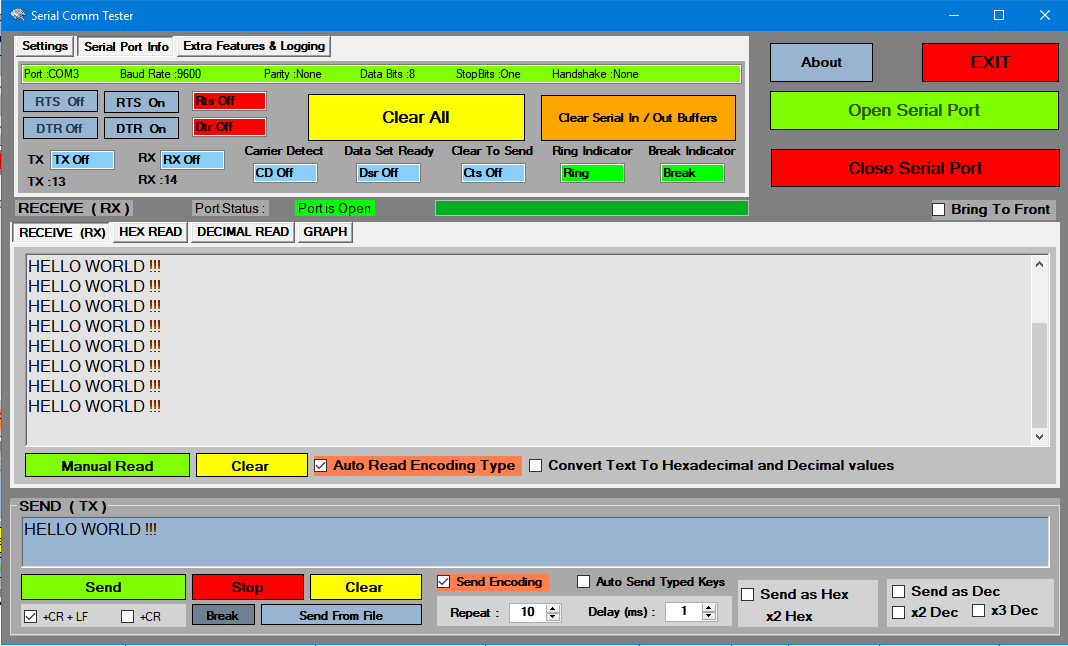 Serial Comm Tester
Settings Serial Port Info Extra Features & Logging
Port :COM3 Baud Rate :9600 Parity :None Data Bits :8 StopBits :One Handshake :None
About EXIT
RTS Off RTS On Rts Off
DTR Off DTR On Dtr Off
Clear All
Clear Serial In / Out Buffers
Open Serial Port
TX TX Off RX RX Off
TX :13 RX :14
Carrier Detect Data Set Ready Clear To Send Ring Indicator Break Indicator
CD Off Dsr Off Cts Off Ring Break
Close Serial Port
RECEIVE ( RX ) Port Status : Port is Open Bring To Front
RECEIVE (RX) HEX READ DECIMAL READ GRAPH
HELLO WORLD !!!
HELLO WORLD !!!
HELLO WORLD !!!
HELLO WORLD !!!
HELLO WORLD !!!
HELLO WORLD !!!
HELLO WORLD !!!
HELLO WORLD !!!
Manual Read Clear Auto Read Encoding Type Convert Text To Hexadecimal and Decimal values
SEND ( TX )
HELLO WORLD !!!
Send Stop Clear Send Encoding Auto Send Typed Keys Send as Hex Send as Dec
+CR + LF +CR Break Send From File Repeat : 10 Delay (ms) : 1 x2 Hex x2 Dec x3 Dec